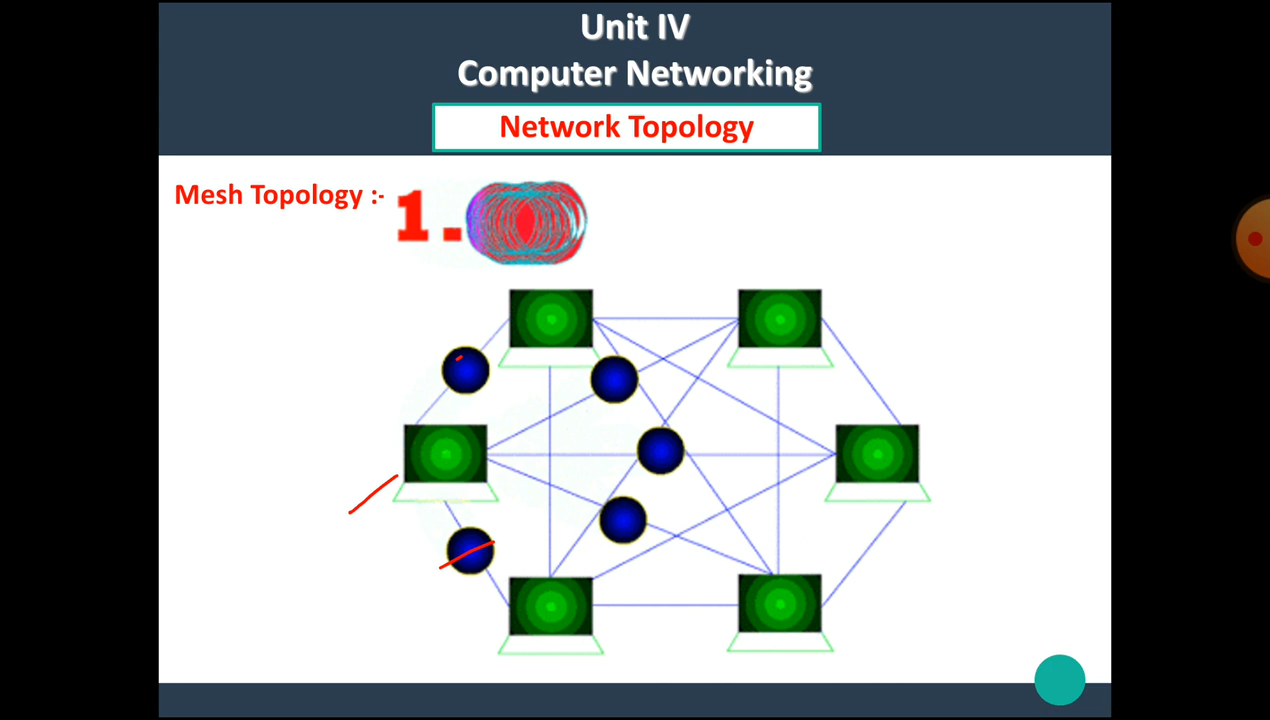 Unit IV
Computer Networking
Network Topology
Mesh Topology :-
1.